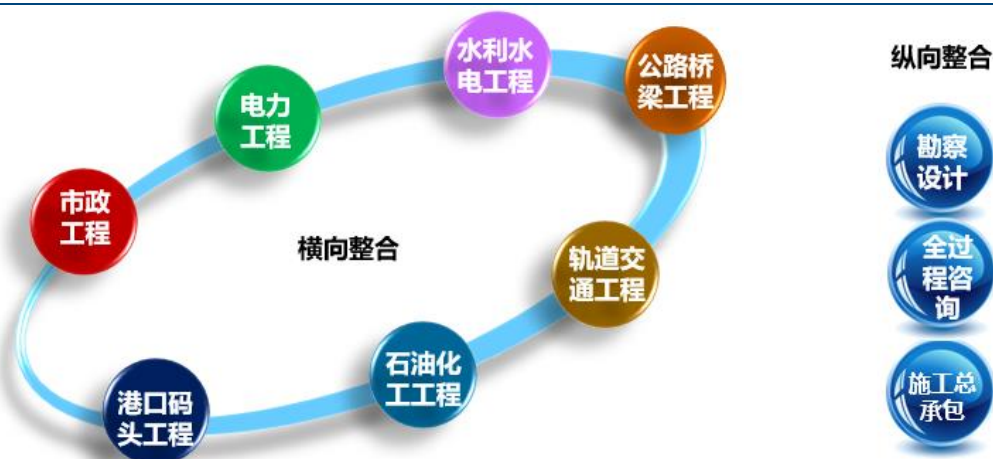 水利水
电工程
公路桥
梁工程
电力
工程
市政
工程
横向整合
轨道交
通工程
石油化
工工程
港口码
头工程
纵向整合
勘察
设计
全过
程咨
询
施工总
承包